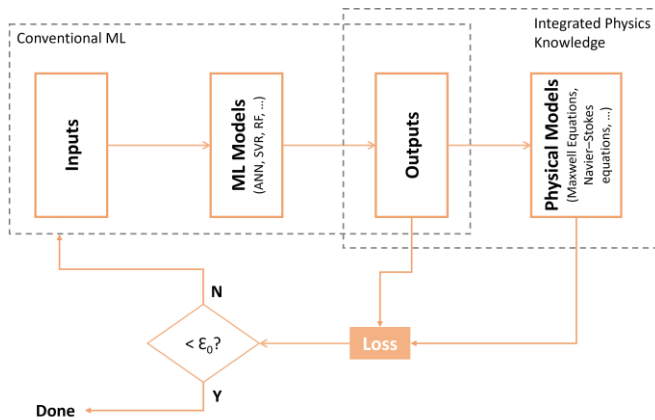 Conventional ML
Integrated Physics
Knowledge
Inputs
ML Models
(ANN, SVR, RF, ...)
Outputs
Physical Models
(Maxwell Equations,
Navier–Stokes
equations, ...)
N
< Ɛ₀?
Loss
Y
Done